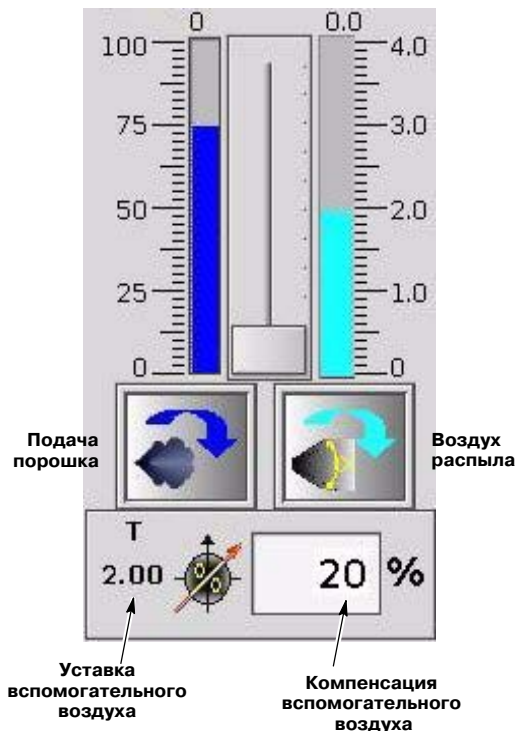 0 0.0
100 4.0
75 3.0
50 2.0
25 1.0
0 0
Подача
порошка
Воздух
распыла
T
2.00 % 20 %
Уставка
вспомогательного
воздуха
Компенсация
вспомогательного
воздуха